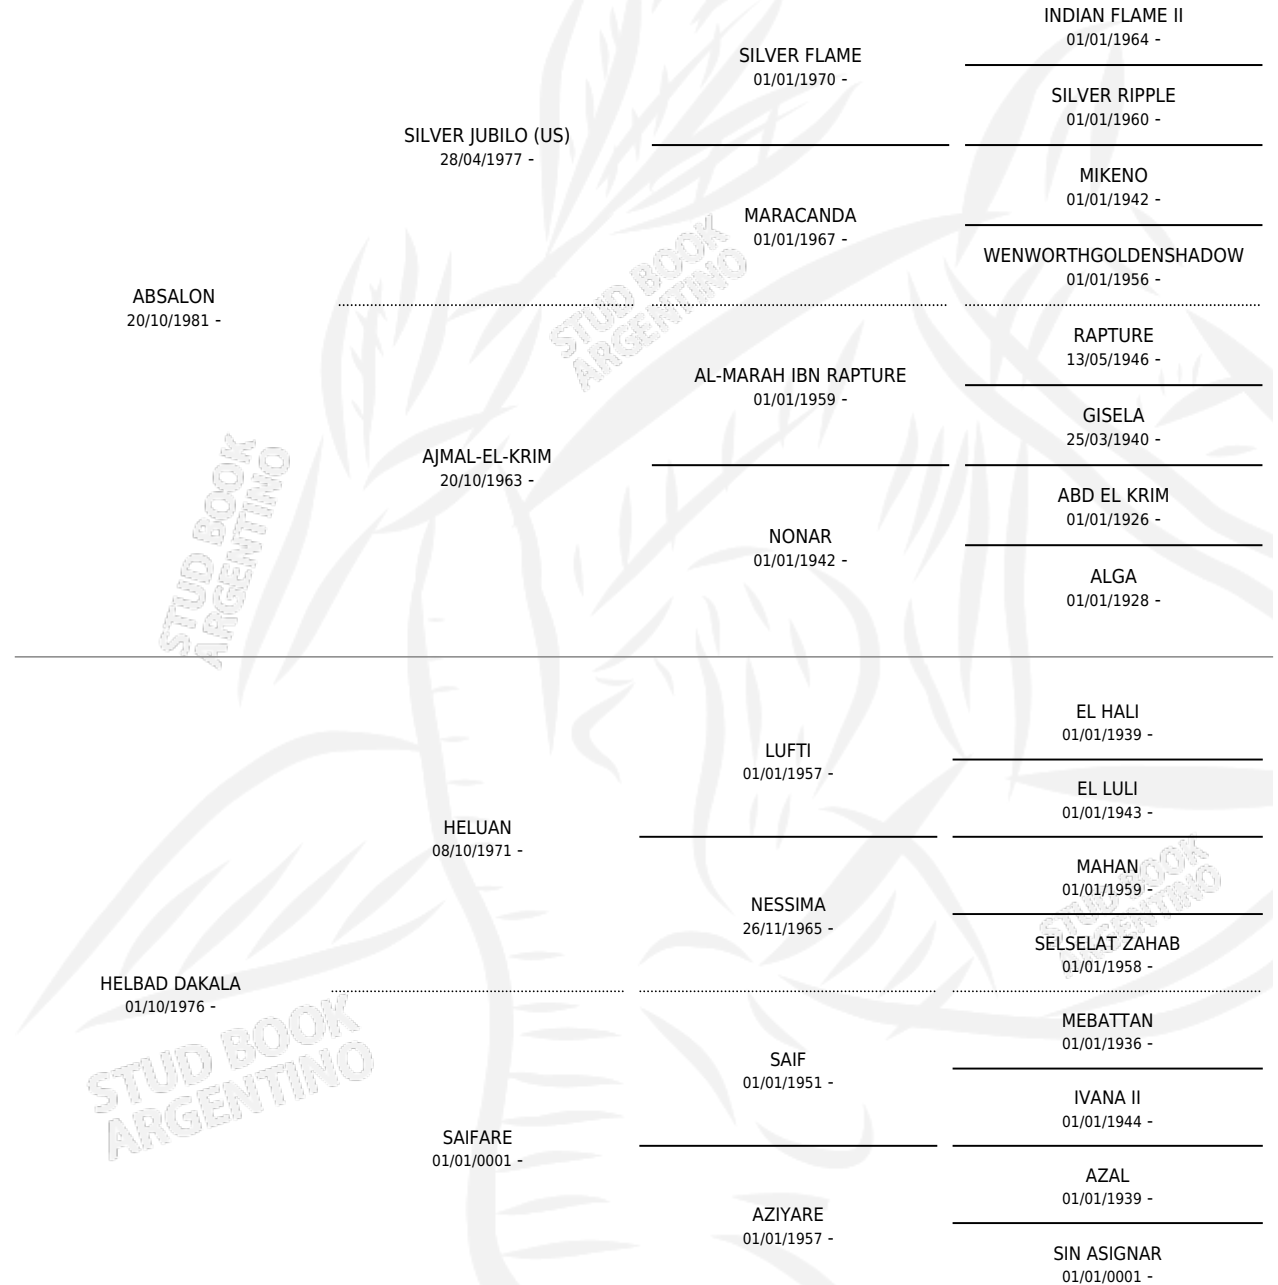 INDIAN FLAME II
01/01/1964 -
SILVER FLAME
01/01/1970 -
SILVER RIPPLE
01/01/1960 -
SILVER JUBILO (US)
28/04/1977 -
MIKENO
01/01/1942 -
MARACANDA
01/01/1967 -
WENWORTHGOLDENSHADOW
01/01/1956 -
ABSALON
20/10/1981 -
RAPTURE
13/05/1946 -
AL-MARAH IBN RAPTURE
01/01/1959 -
GISELA
25/03/1940 -
AJMAL-EL-KRIM
20/10/1963 -
ABD EL KRIM
01/01/1926 -
NONAR
01/01/1942 -
ALGA
01/01/1928 -
STUD BOOK
ARGENTINO
STUD BOOK
ARGENTINO
EL HALI
01/01/1939 -
LUFTI
01/01/1957 -
EL LULI
01/01/1943 -
HELUAN
08/10/1971 -
MAHAN
01/01/1959 -
NESSIMA
26/11/1965 -
SELSELAT ZAHAB
01/01/1958 -
HELBAD DAKALA
01/10/1976 -
MEBATTAN
01/01/1936 -
SAIF
01/01/1951 -
IVANA II
01/01/1944 -
SAIFARE
01/01/0001 -
AZAL
01/01/1939 -
AZIYARE
01/01/1957 -
SIN ASIGNAR
01/01/0001 -
STUD BOOK
ARGENTINO
STUD BOOK
ARGENTINO